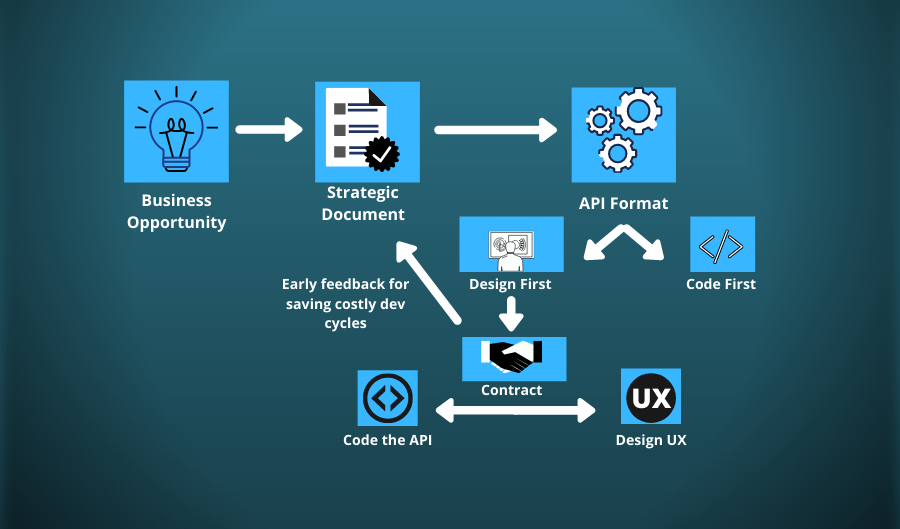 Business
Opportunity
Strategic
Document
API Format
Design First
Code First
Early feedback for
saving costly dev
cycles
Contract
Code the API
UX
Design UX